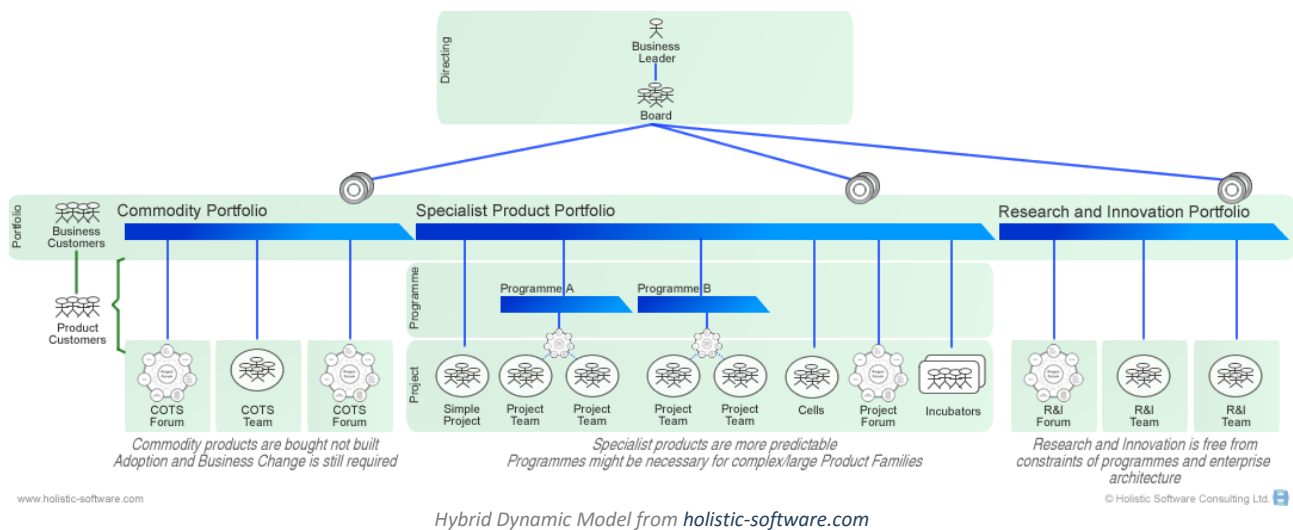 Directing
Business
Leader
Board
Portfolio
Business
Customers
Commodity Portfolio
Specialist Product Portfolio
Research and Innovation Portfolio
Product
Customers
Programme
Programme A
Programme B
Project
COTS
Forum
COTS
Team
COTS
Forum
Simple
Project
Project
Team
Project
Team
Project
Team
Project
Team
Cells
Project
Forum
Incubators
R&I
Forum
R&I
Team
R&I
Team
Commodity products are bought not built
Adoption and Business Change is still required
Specialist products are more predictable
Programmes might be necessary for complex/large Product Families
Research and Innovation is free from
constraints of programmes and enterprise
architecture
www.holistic-software.com
© Holistic Software Consulting Ltd.
Hybrid Dynamic Model from holistic-software.com